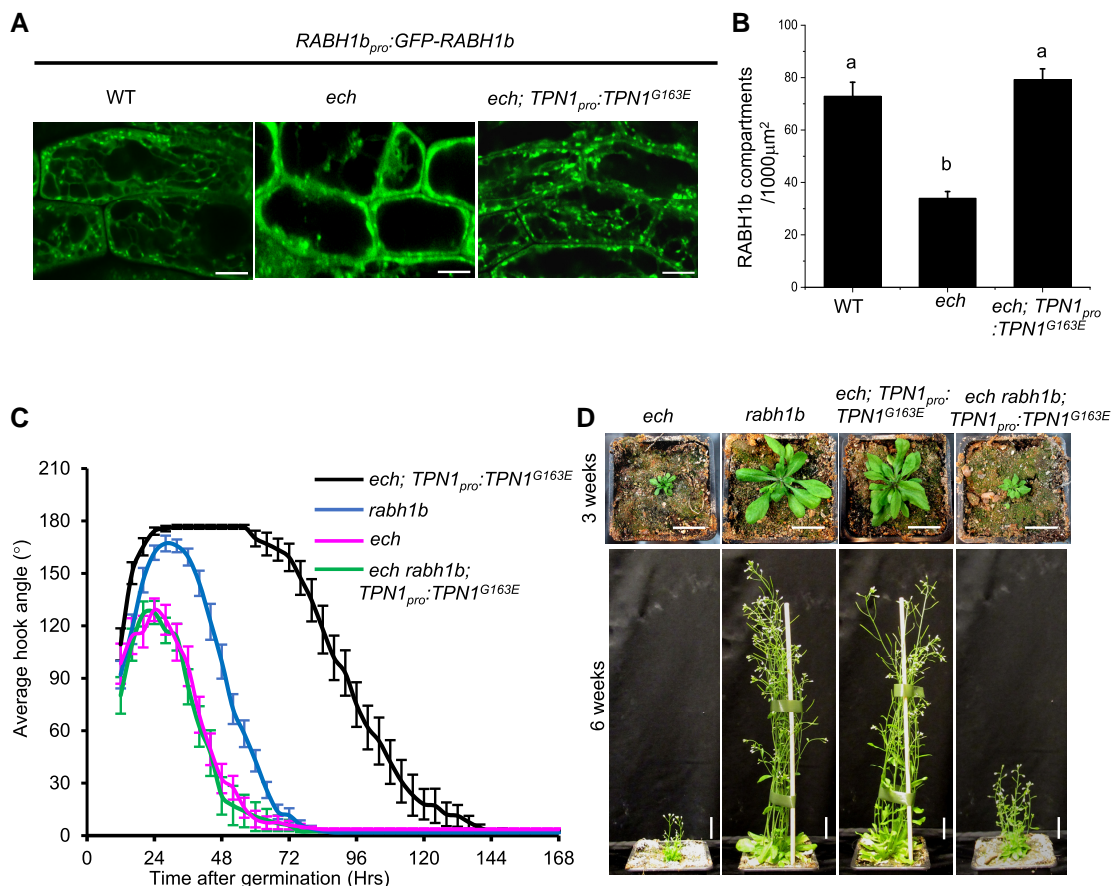 A
RABH1bpro:GFP-RABH1b
WT
ech
ech; TPN1pro:TPN1G163E
B
RABH1b compartments
/1000μm2
100
80
60
40
20
0
a
b
a
WT
ech
ech; TPN1pro
:TPN1G163E
C
Average hook angle (°)
210
180
150
120
90
60
30
0
ech; TPN1pro:TPN1G163E
rabh1b
ech
ech rabh1b;
TPN1pro:TPN1G163E
0
24
48
72
96
120
144
168
Time after germination (Hrs)
D
ech
rabh1b
ech; TPN1pro:
TPN1G163E
ech rabh1b;
TPN1pro:TPN1G163E
3 weeks
6 weeks